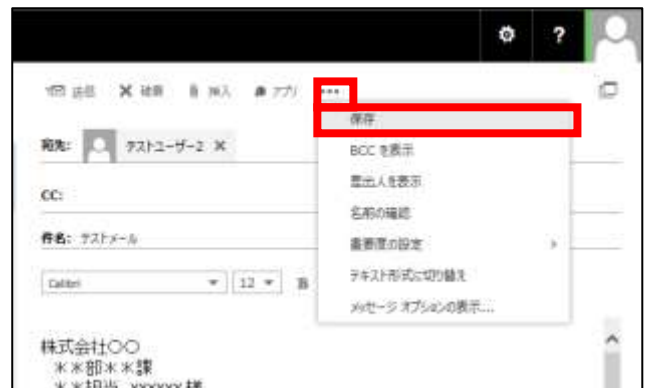 ?
送信 破棄 挿入 アプリ ...
保存
宛先: テストユーザー2 ×
BCC を表示
差出人を表示
CC:
名前の確認
件名: テストメール
重要度の設定
テキスト形式に切り替え
Calibri 12 B
メッセージ オプションの表示...
株式会社〇〇
＊＊部＊＊課
＊＊担当 xxxxxx 様